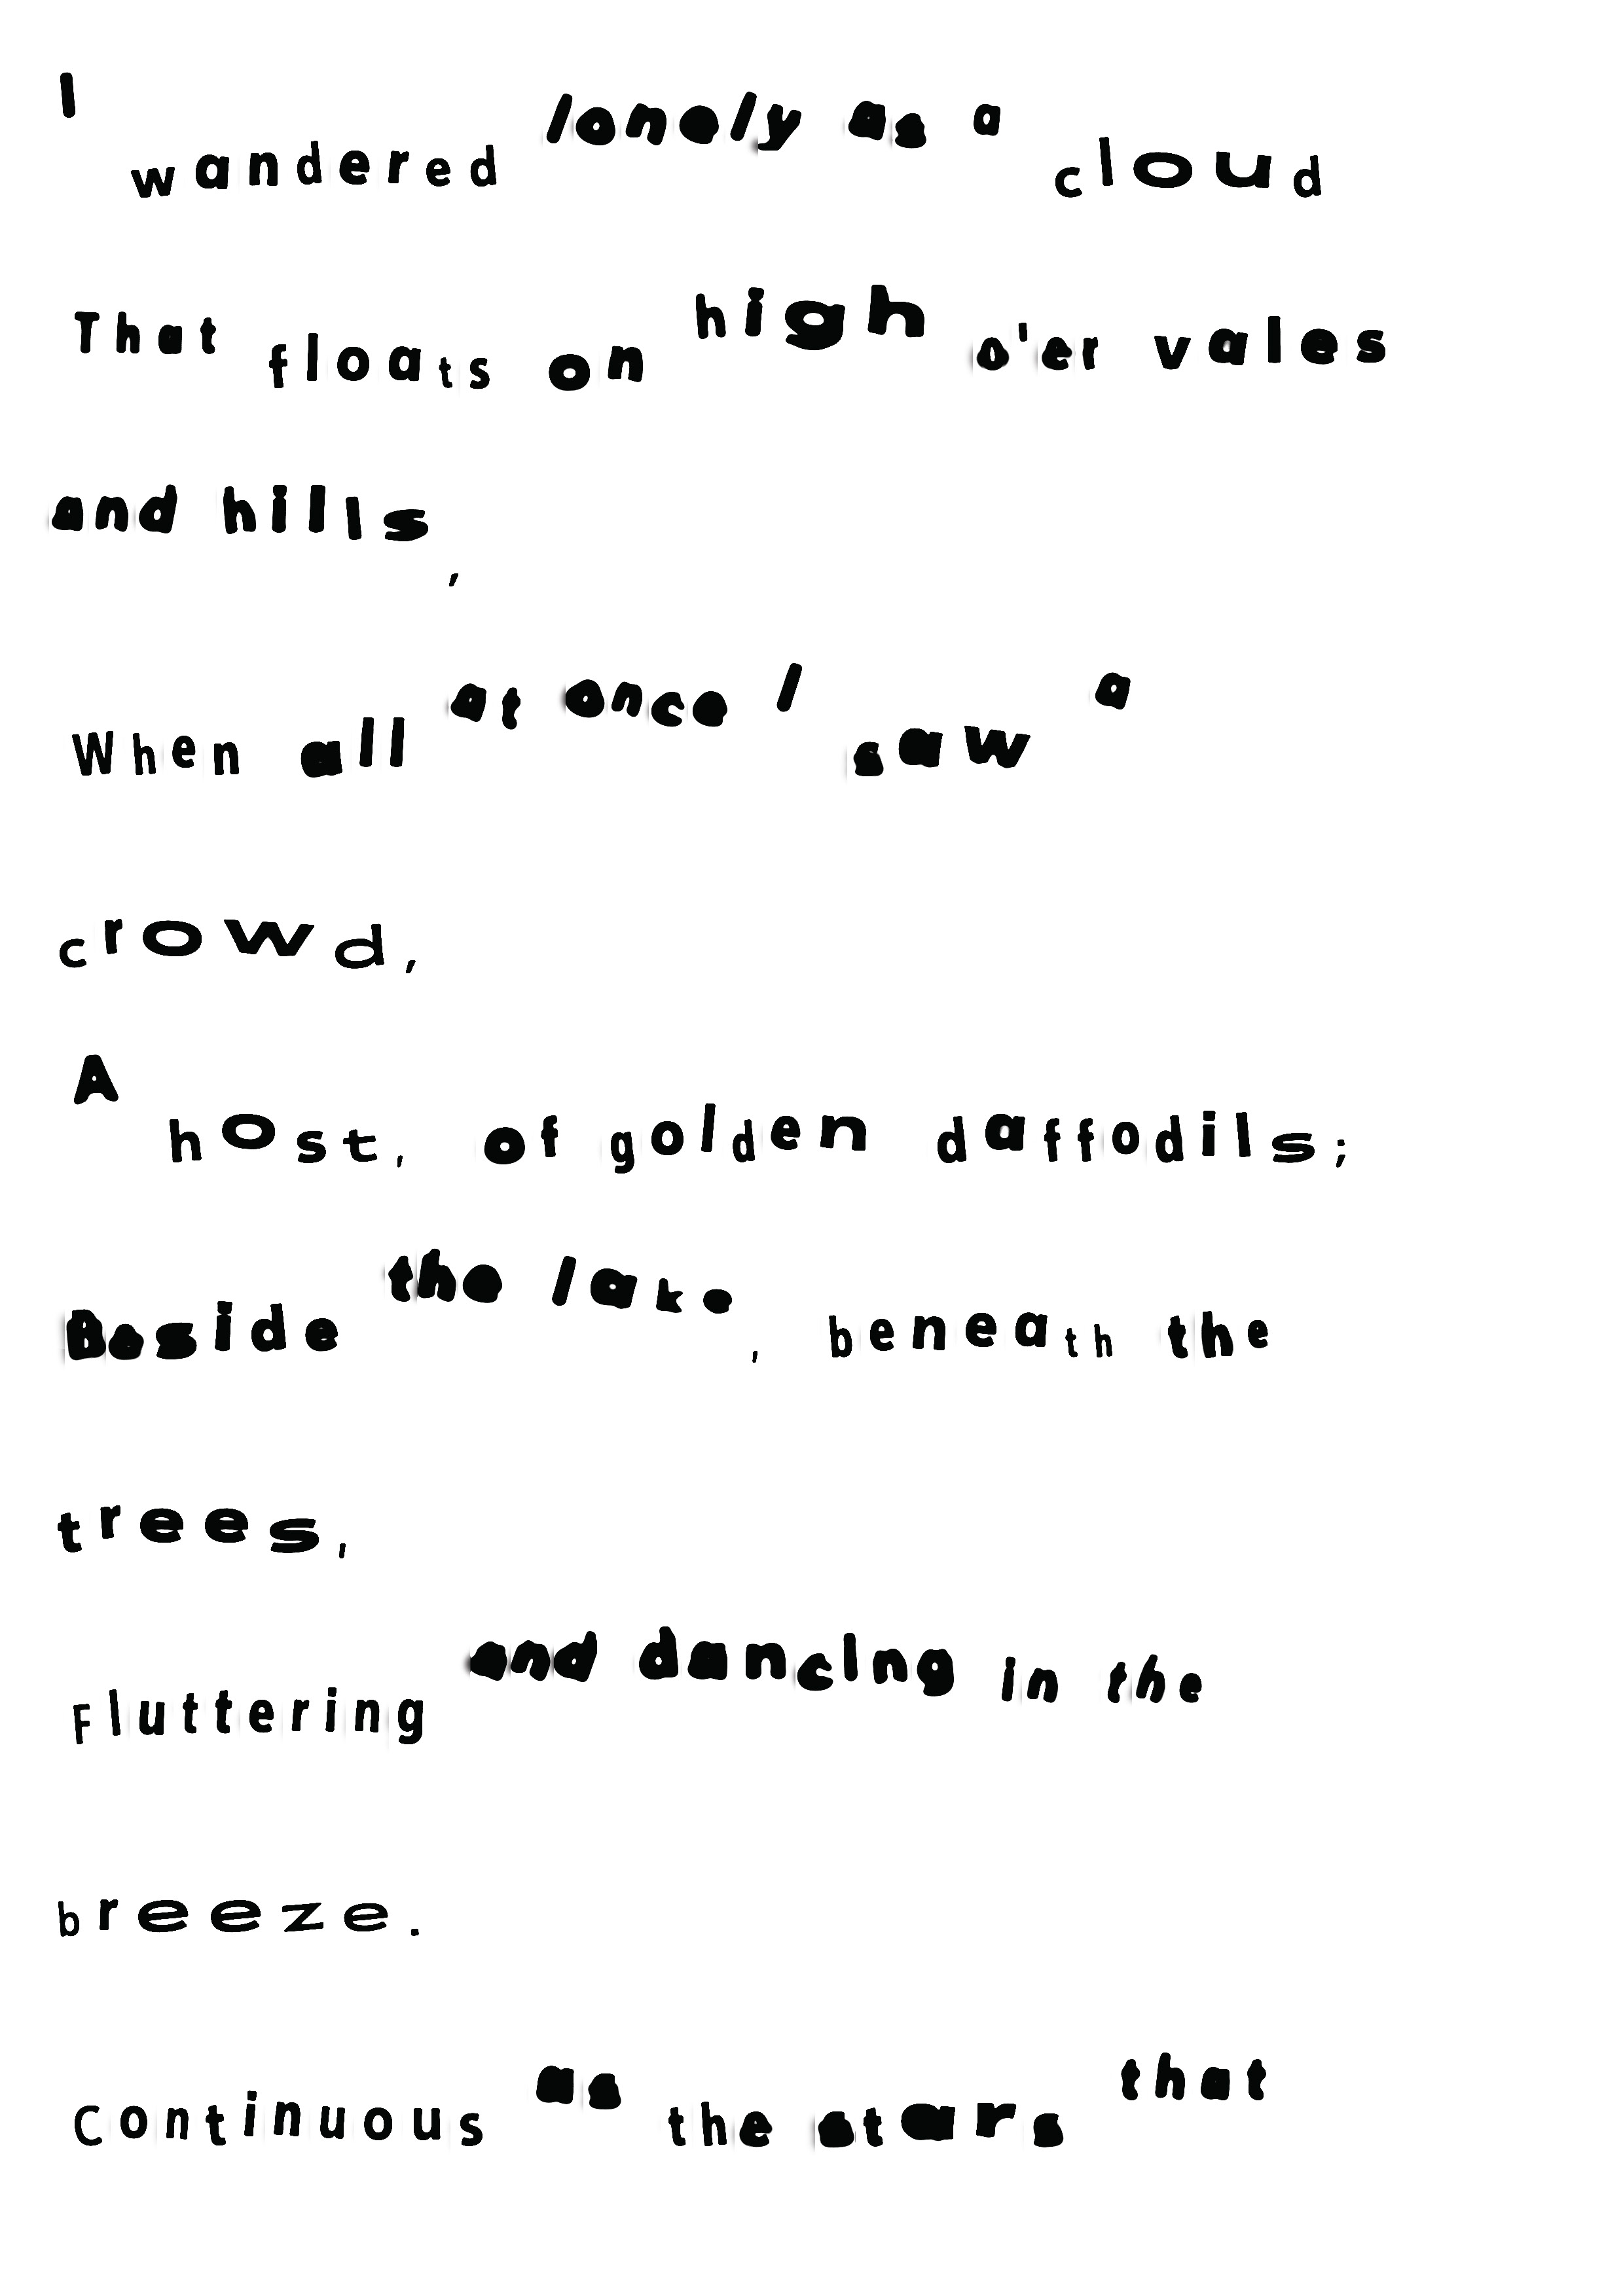 I wandered lonely as a cloud
That floats on high o'er vales
and hills,
When all at once I saw a
crowd,
A host, of golden daffodils;
Beside the lake, beneath the
trees,
Fluttering and dancing in the
breeze.
Continuous as the stars that